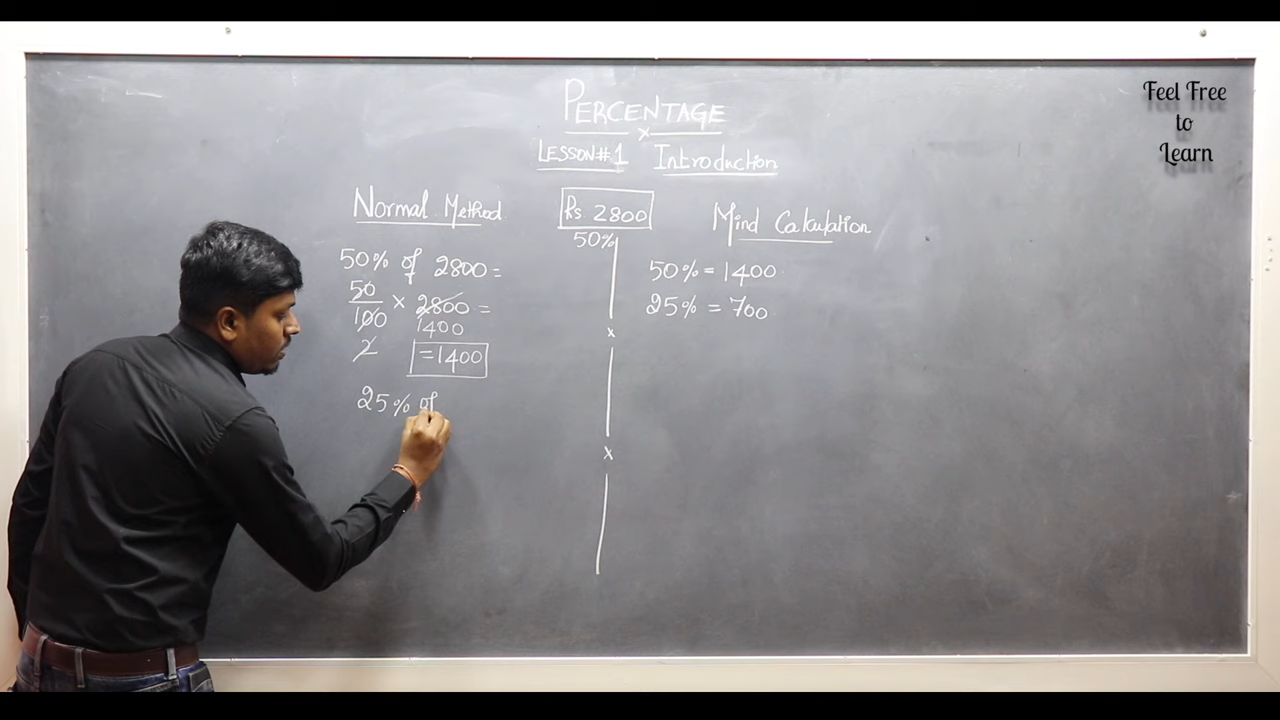 PERCENTAGE
x
LESSON#1 Introduction
Feel Free
to
Learn
Normal Method
50% of 2800=
50/100 × 2800 =
1400
2
=1400
25% of
Rs. 2800
50%
x
x
Mind Calculation
50% = 1400
25% = 700